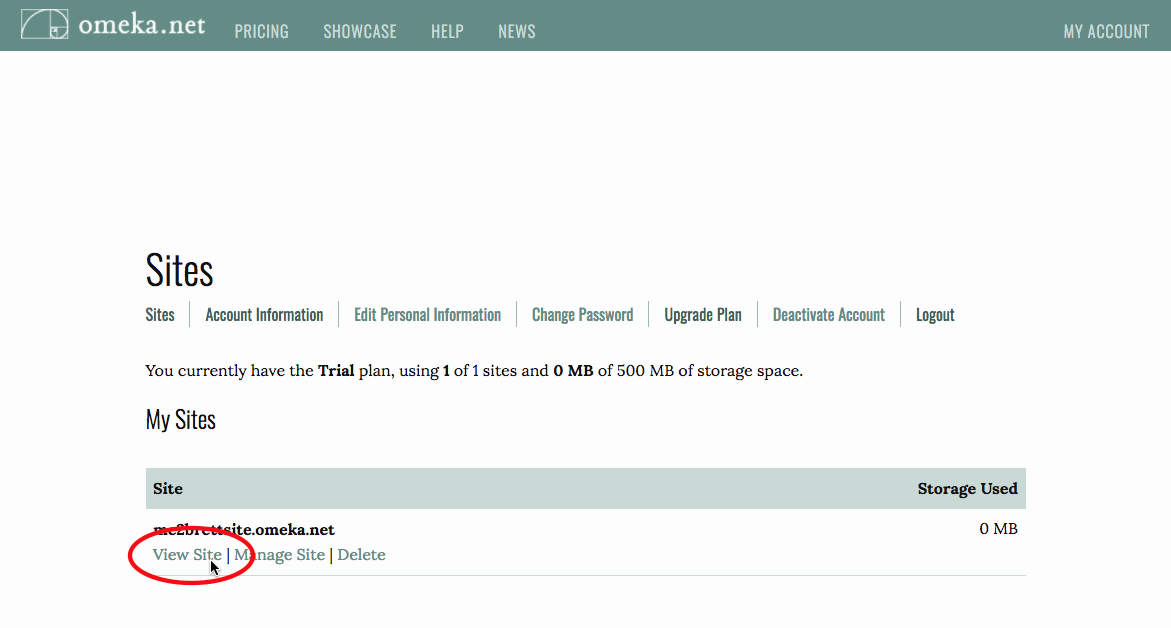 omeka.net PRICING SHOWCASE HELP NEWS MY ACCOUNT
Sites
Sites Account Information Edit Personal Information Change Password Upgrade Plan Deactivate Account Logout
You currently have the Trial plan, using 1 of 1 sites and 0 MB of 500 MB of storage space.
My Sites
Site Storage Used
mc2brettsite.omeka.net 0 MB
View Site | Manage Site | Delete